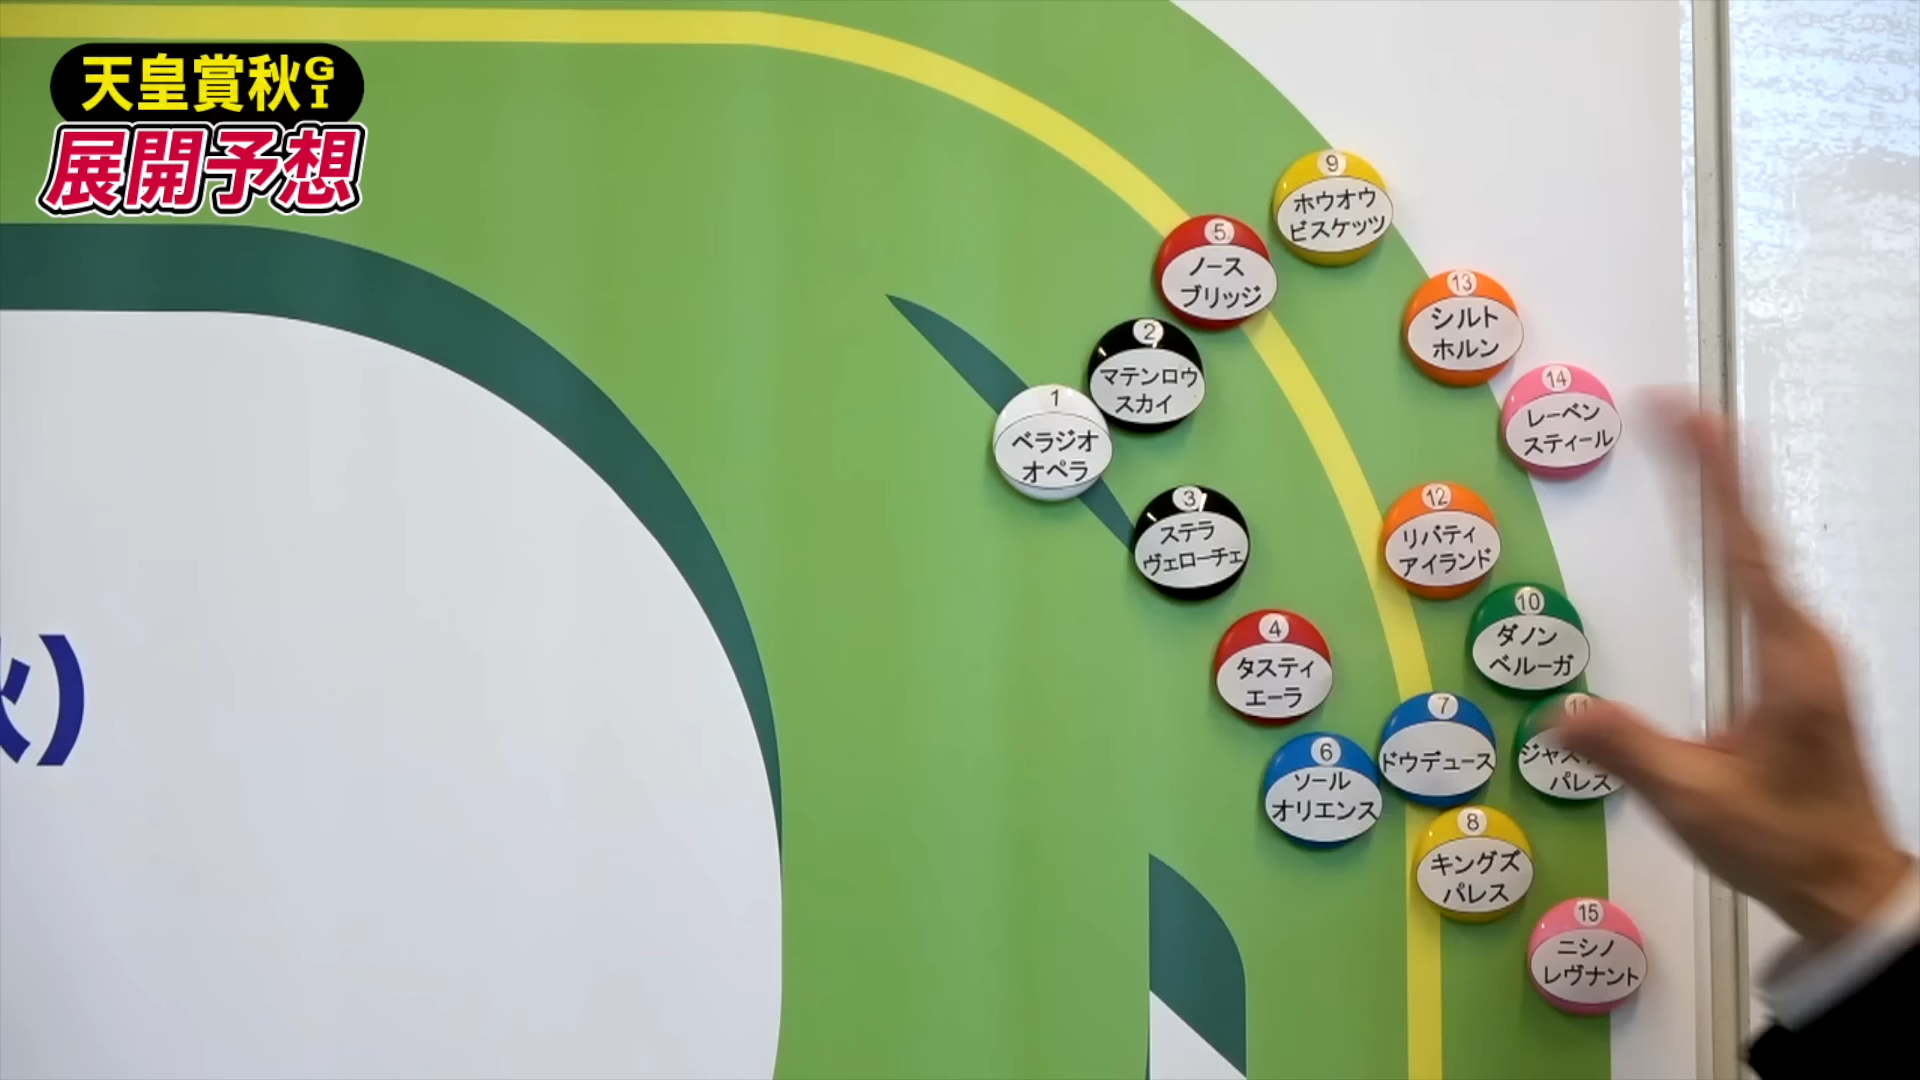 天皇賞秋GI
展開予想
9
ホウオウ
ビスケッツ
5
ノース
ブリッジ
13
シルト
ホルン
2
マテンロウ
スカイ
14
レーベン
スティール
1
ベラジオ
オペラ
3
ステラ
ヴェローチェ
12
リバティ
アイランド
10
ダノン
ベルーガ
4
タスティ
エーラ
7
ドウデュース
11
パレス
6
ソール
オリエンス
8
キングズ
パレス
15
ニシノ
レヴナント